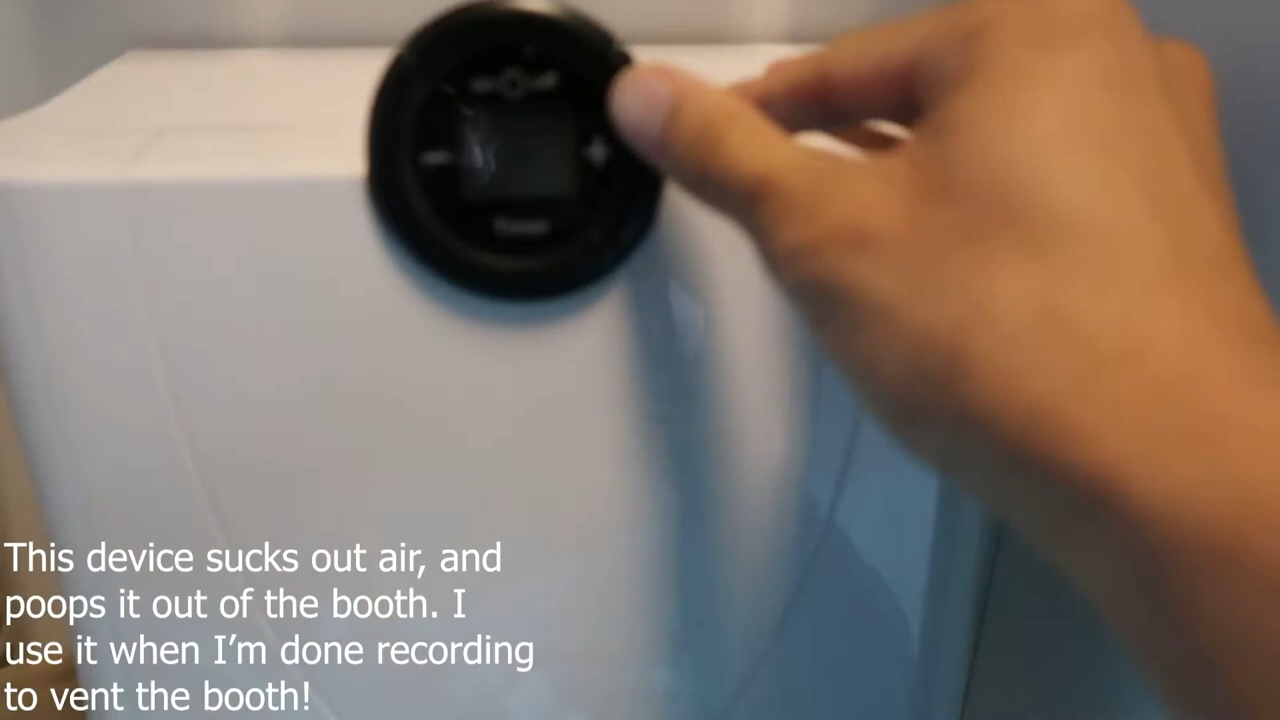 This device sucks out air, and
poops it out of the booth. I
use it when I’m done recording
to vent the booth!